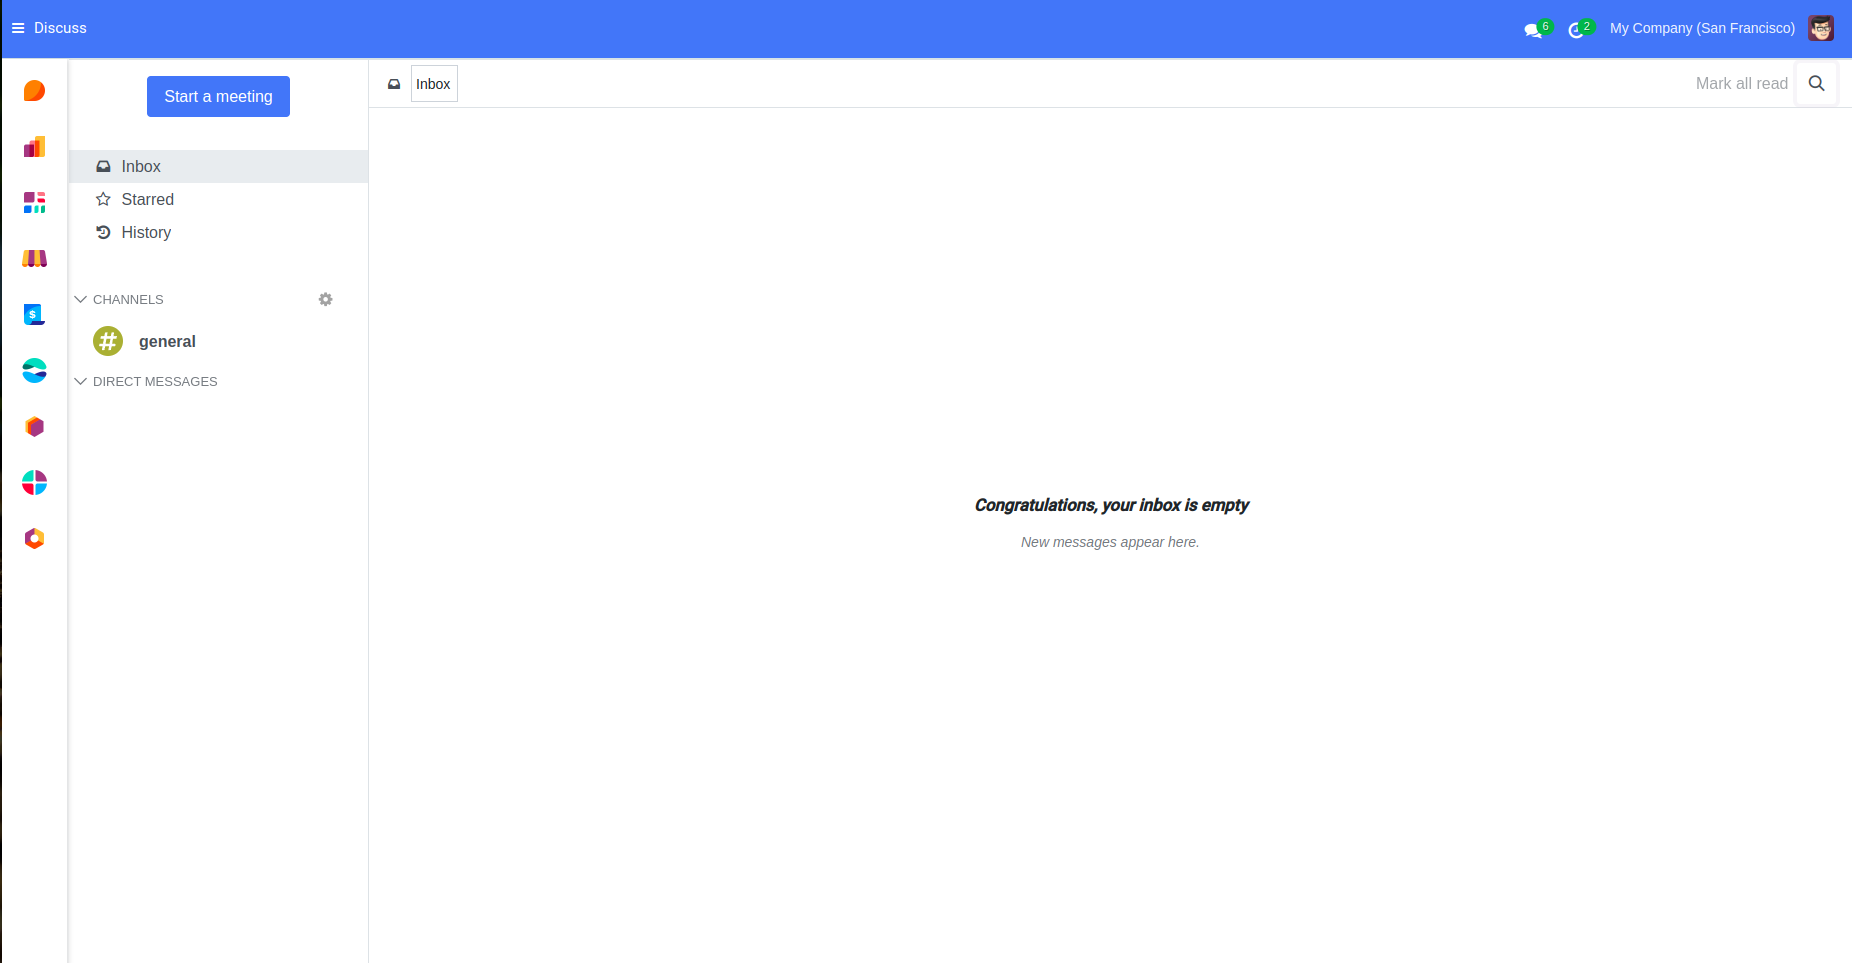 Discuss
6
2
My Company (San Francisco)
Start a meeting
Inbox
Mark all read
Inbox
Starred
History
CHANNELS
general
DIRECT MESSAGES
Congratulations, your inbox is empty
New messages appear here.